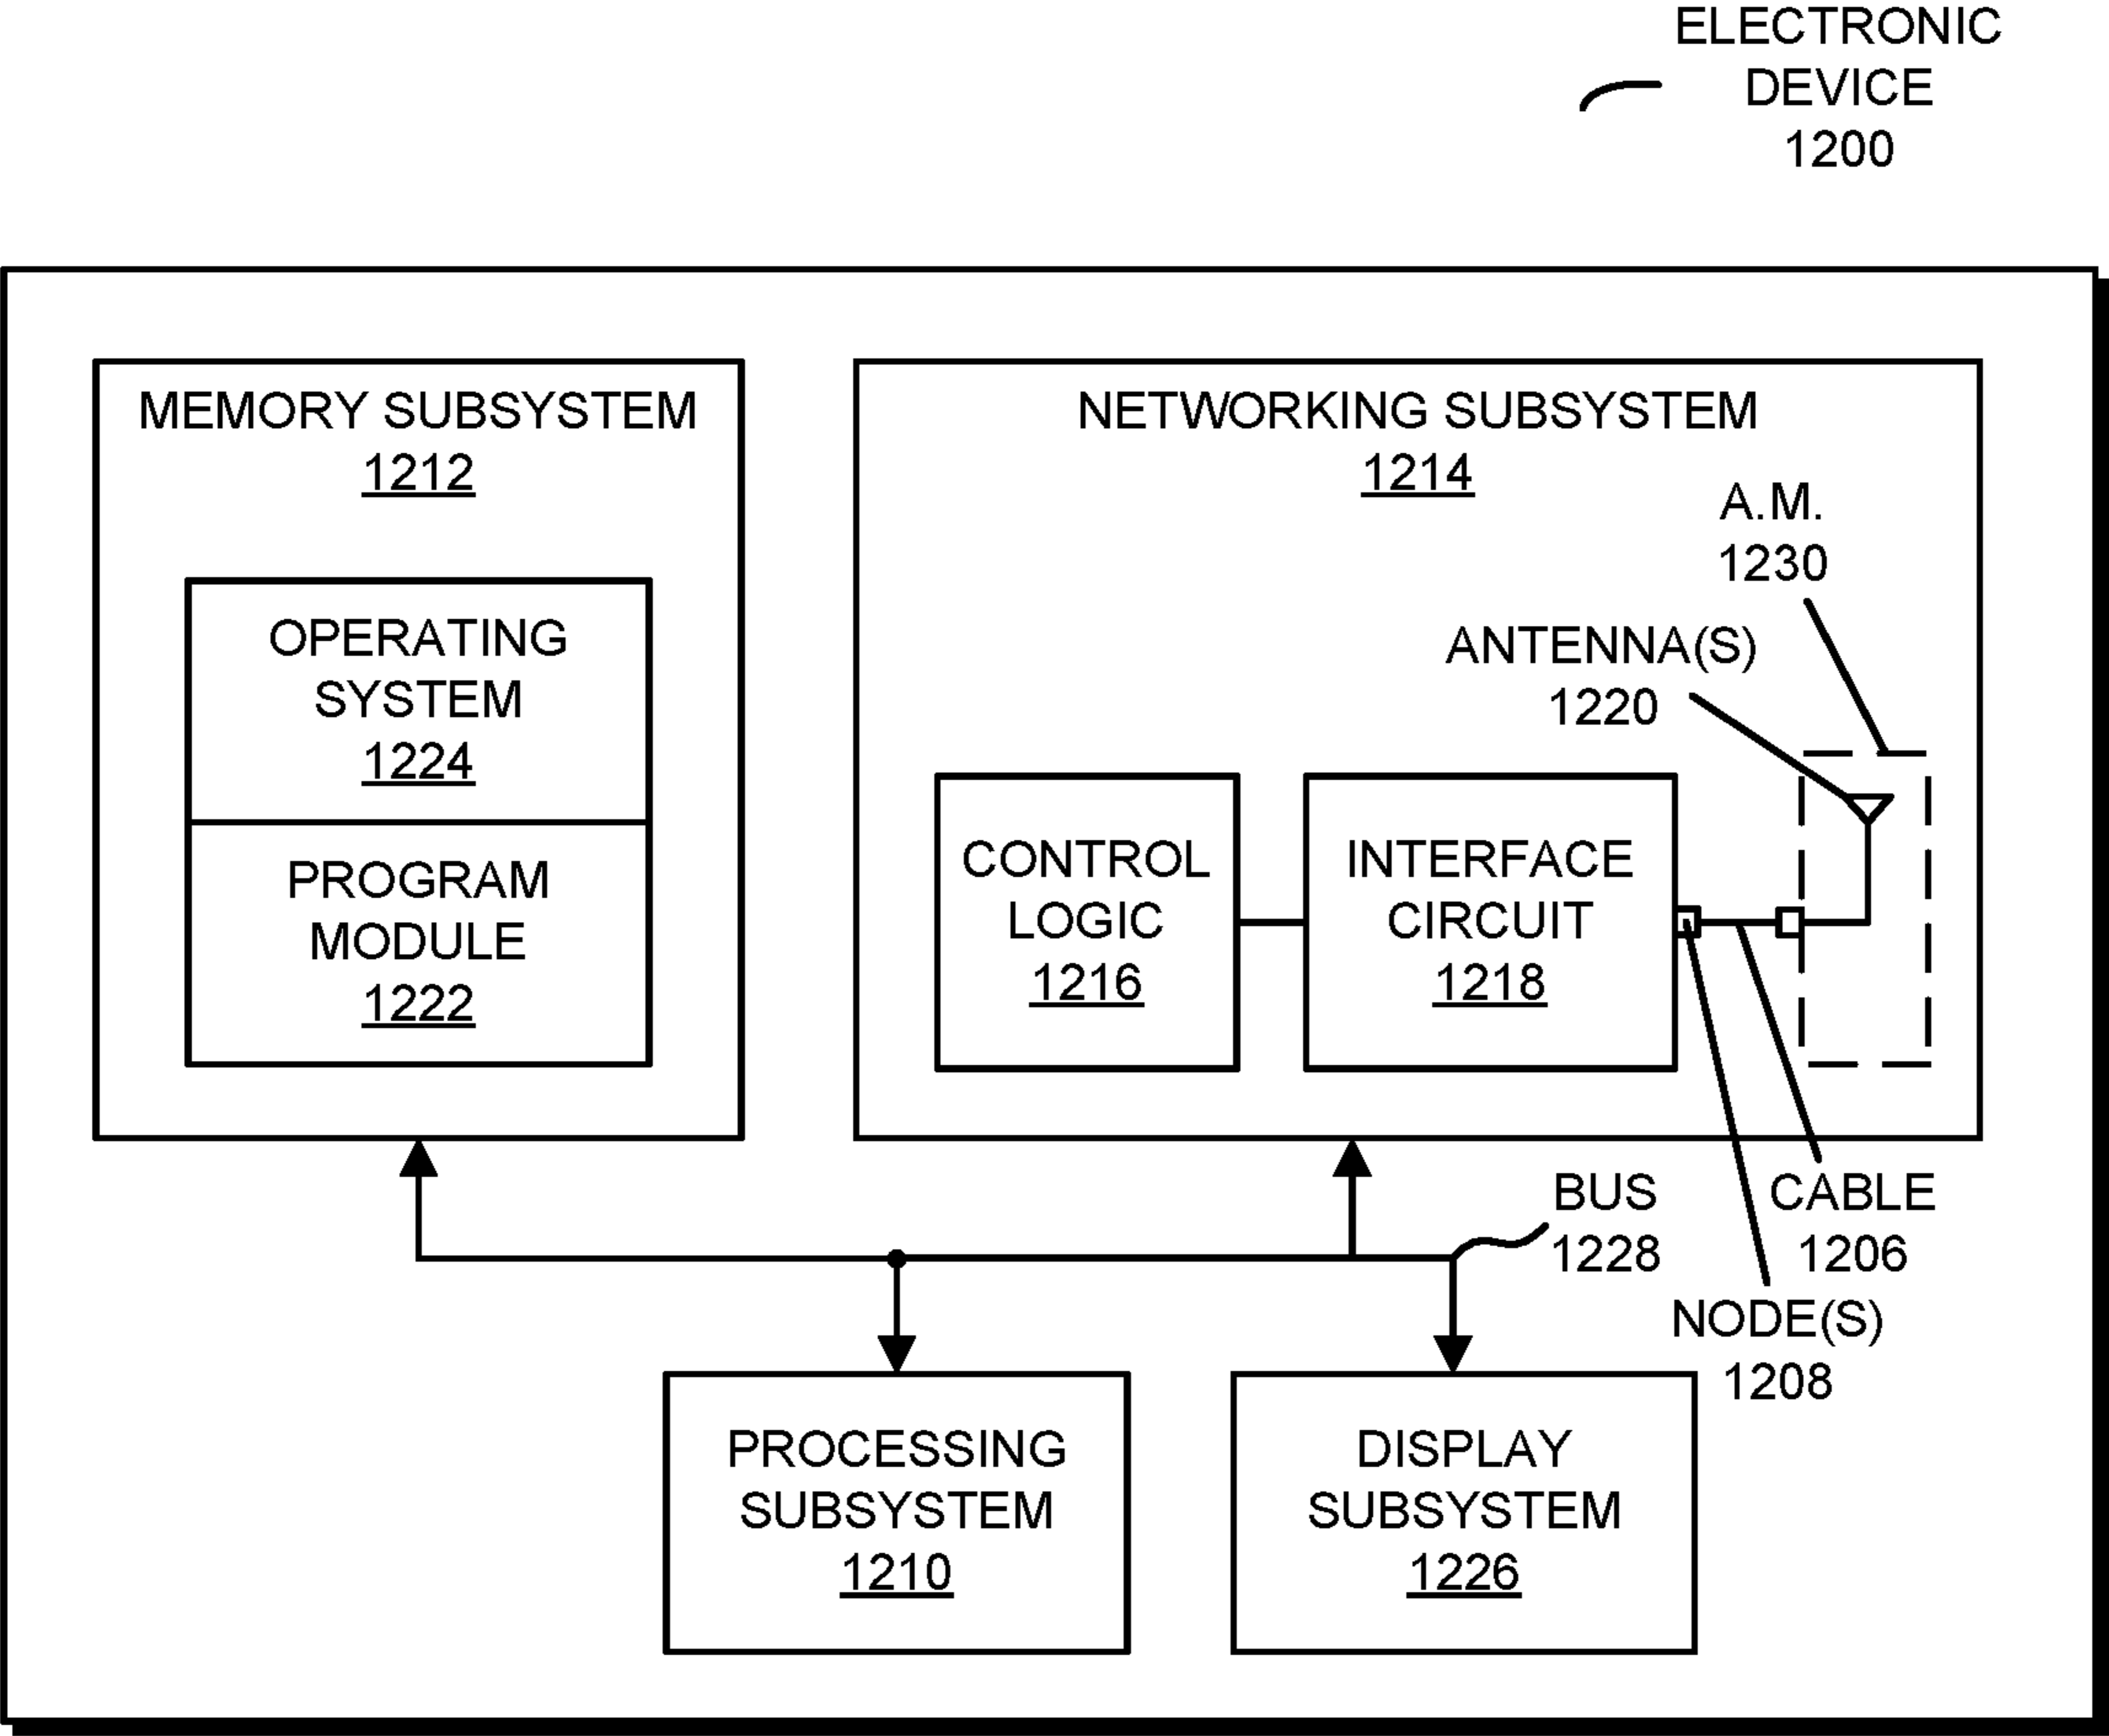 ELECTRONIC
DEVICE
1200
MEMORY SUBSYSTEM
1212
OPERATING
SYSTEM
1224
PROGRAM
MODULE
1222
NETWORKING SUBSYSTEM
1214
A.M.
1230
ANTENNA(S)
1220
CONTROL
LOGIC
1216
INTERFACE
CIRCUIT
1218
BUS
1228
CABLE
1206
NODE(S)
1208
PROCESSING
SUBSYSTEM
1210
DISPLAY
SUBSYSTEM
1226